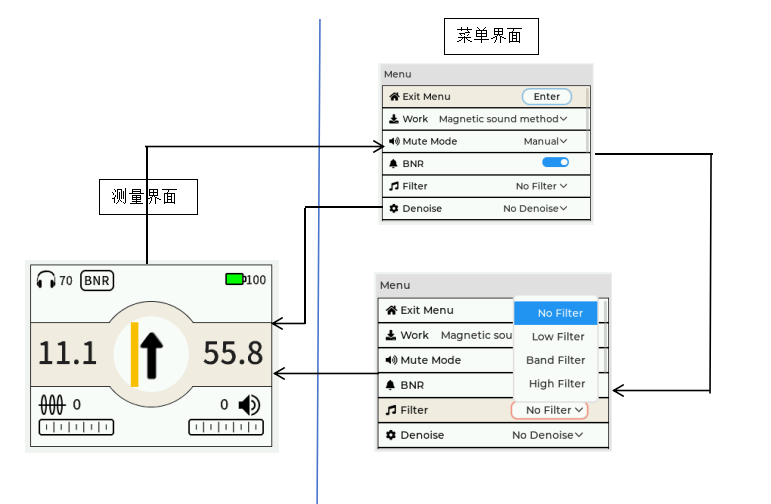 菜单界面
Menu
Exit Menu Enter
Work Magnetic sound method
Mute Mode Manual
BNR
Filter No Filter
Denoise No Denoise
测量界面
70 BNR 100
11.1 55.8
0 0
Menu
Exit Menu
Work Magnetic sou
Mute Mode
BNR
Filter No Filter
Denoise No Denoise
No Filter
Low Filter
Band Filter
High Filter